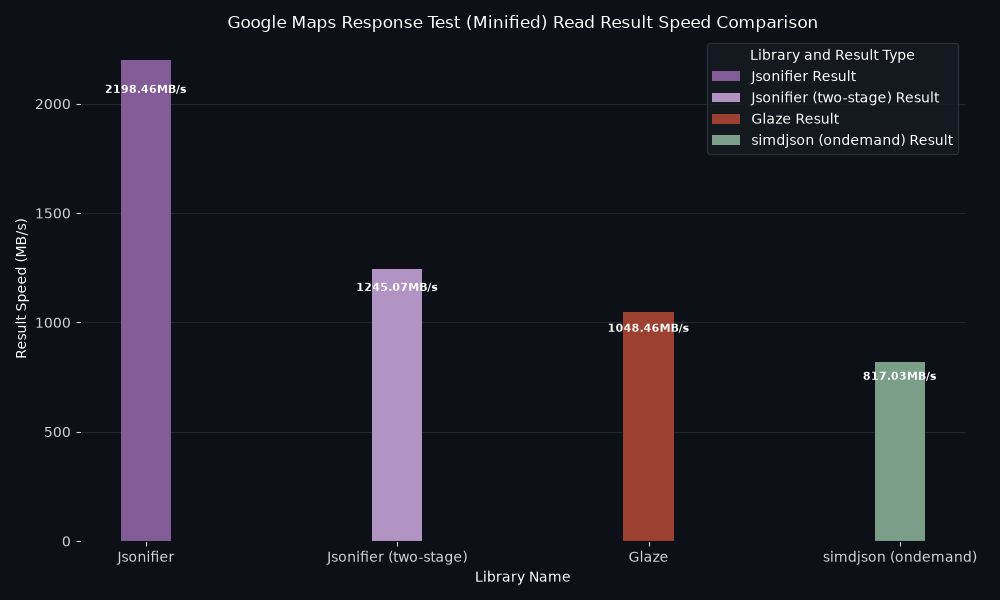 Google Maps Response Test (Minified) Read Result Speed Comparison
Library and Result Type
Jsonifier Result
Jsonifier (two-stage) Result
Glaze Result
simdjson (ondemand) Result
Result Speed (MB/s)
2000
1500
1000
500
0
2198.46MB/s
1245.07MB/s
1048.46MB/s
817.03MB/s
Jsonifier
Jsonifier (two-stage)
Glaze
simdjson (ondemand)
Library Name